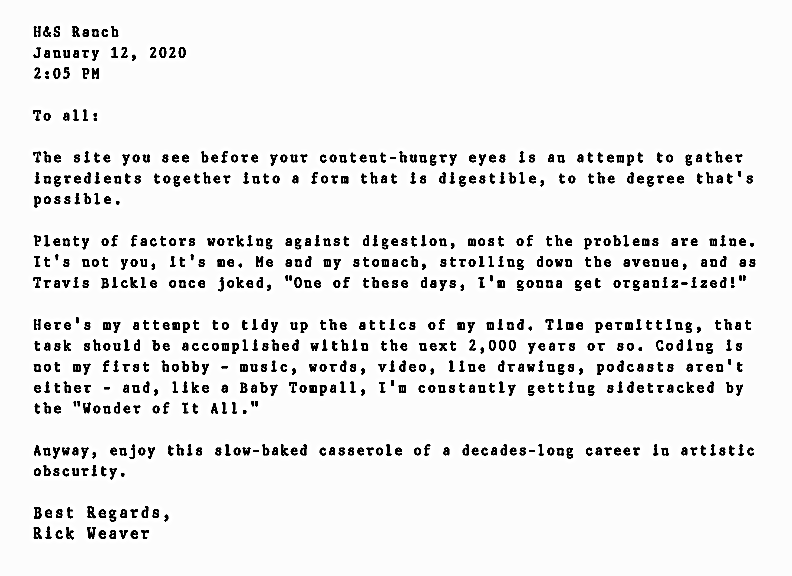 H&S Ranch
January 12, 2020
2:05 PM
To all:
The site you see before your content-hungry eyes is an attempt to gather
ingredients together into a form that is digestible, to the degree that's
possible.
Plenty of factors working against digestion, most of the problems are mine.
It's not you, it's me. Me and my stomach, strolling down the avenue, and as
Travis Bickle once joked, "One of these days, I'm gonna get organiz-ized!"
Here's my attempt to tidy up the attics of my mind. Time permitting, that
task should be accomplished within the next 2,000 years or so. Coding is
not my first hobby - music, words, video, line drawings, podcasts aren't
either - and, like a Baby Tompall, I'm constantly getting sidetracked by
the "Wonder of It All."
Anyway, enjoy this slow-baked casserole of a decades-long career in artistic
obscurity.
Best Regards,
Rick Weaver